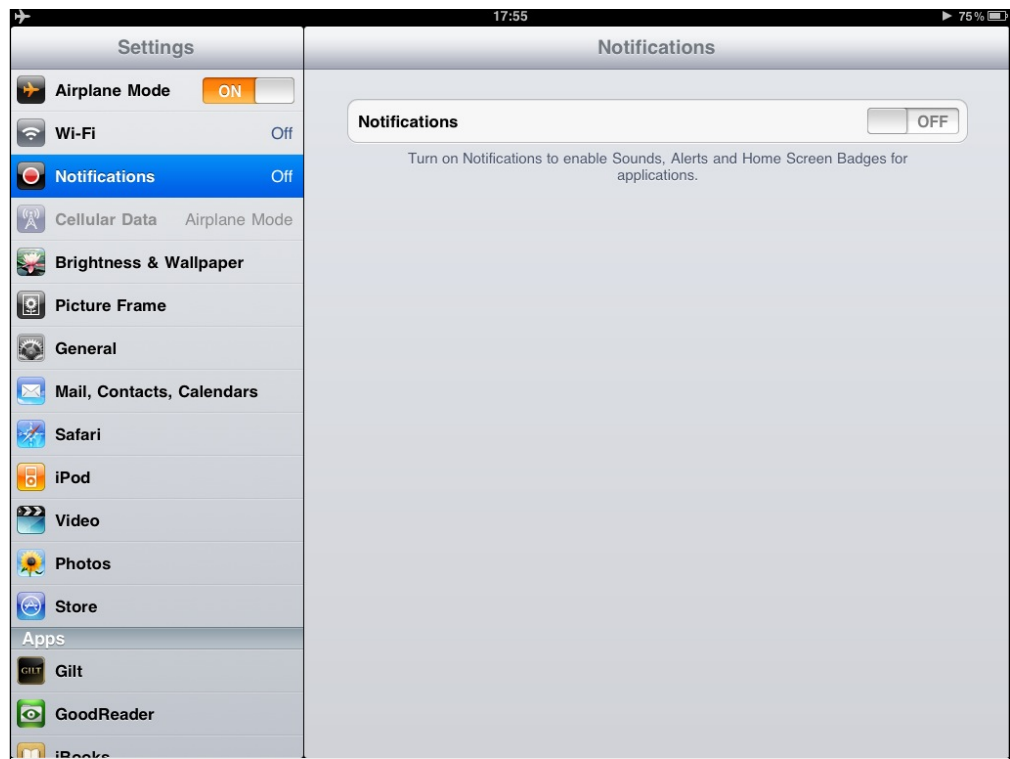 17:55
75%
Settings
Notifications
Airplane Mode ON
Wi-Fi Off
Notifications Off
Cellular Data Airplane Mode
Brightness & Wallpaper
Picture Frame
General
Mail, Contacts, Calendars
Safari
iPod
Video
Photos
Store
Apps
GILT Gilt
GoodReader
iBooks
Notifications OFF
Turn on Notifications to enable Sounds, Alerts and Home Screen Badges for
applications.